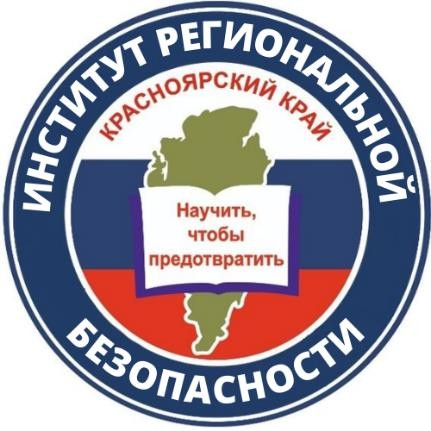 ИНСТИТУТ РЕГИОНАЛЬНОЙ
КРАСНОЯРСКИЙ КРАЙ
Научить,
чтобы
предотвратить
БЕЗОПАСНОСТИ